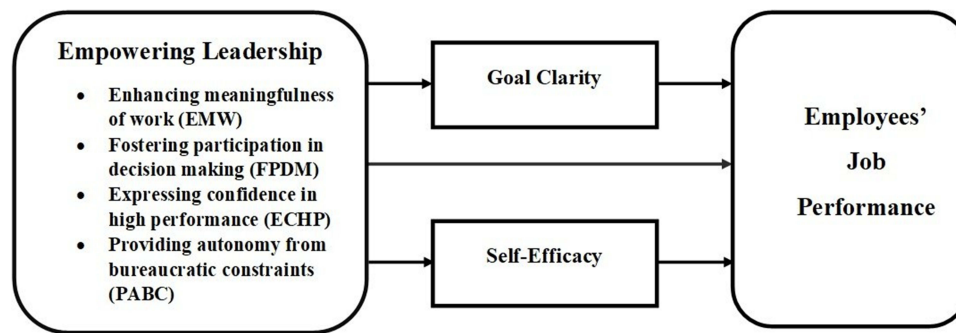 Empowering Leadership
• Enhancing meaningfulness
of work (EMW)
• Fostering participation in
decision making (FPDM)
• Expressing confidence in
high performance (ECHP)
• Providing autonomy from
bureaucratic constraints
(PABC)
Goal Clarity
Self-Efficacy
Employees’
Job
Performance